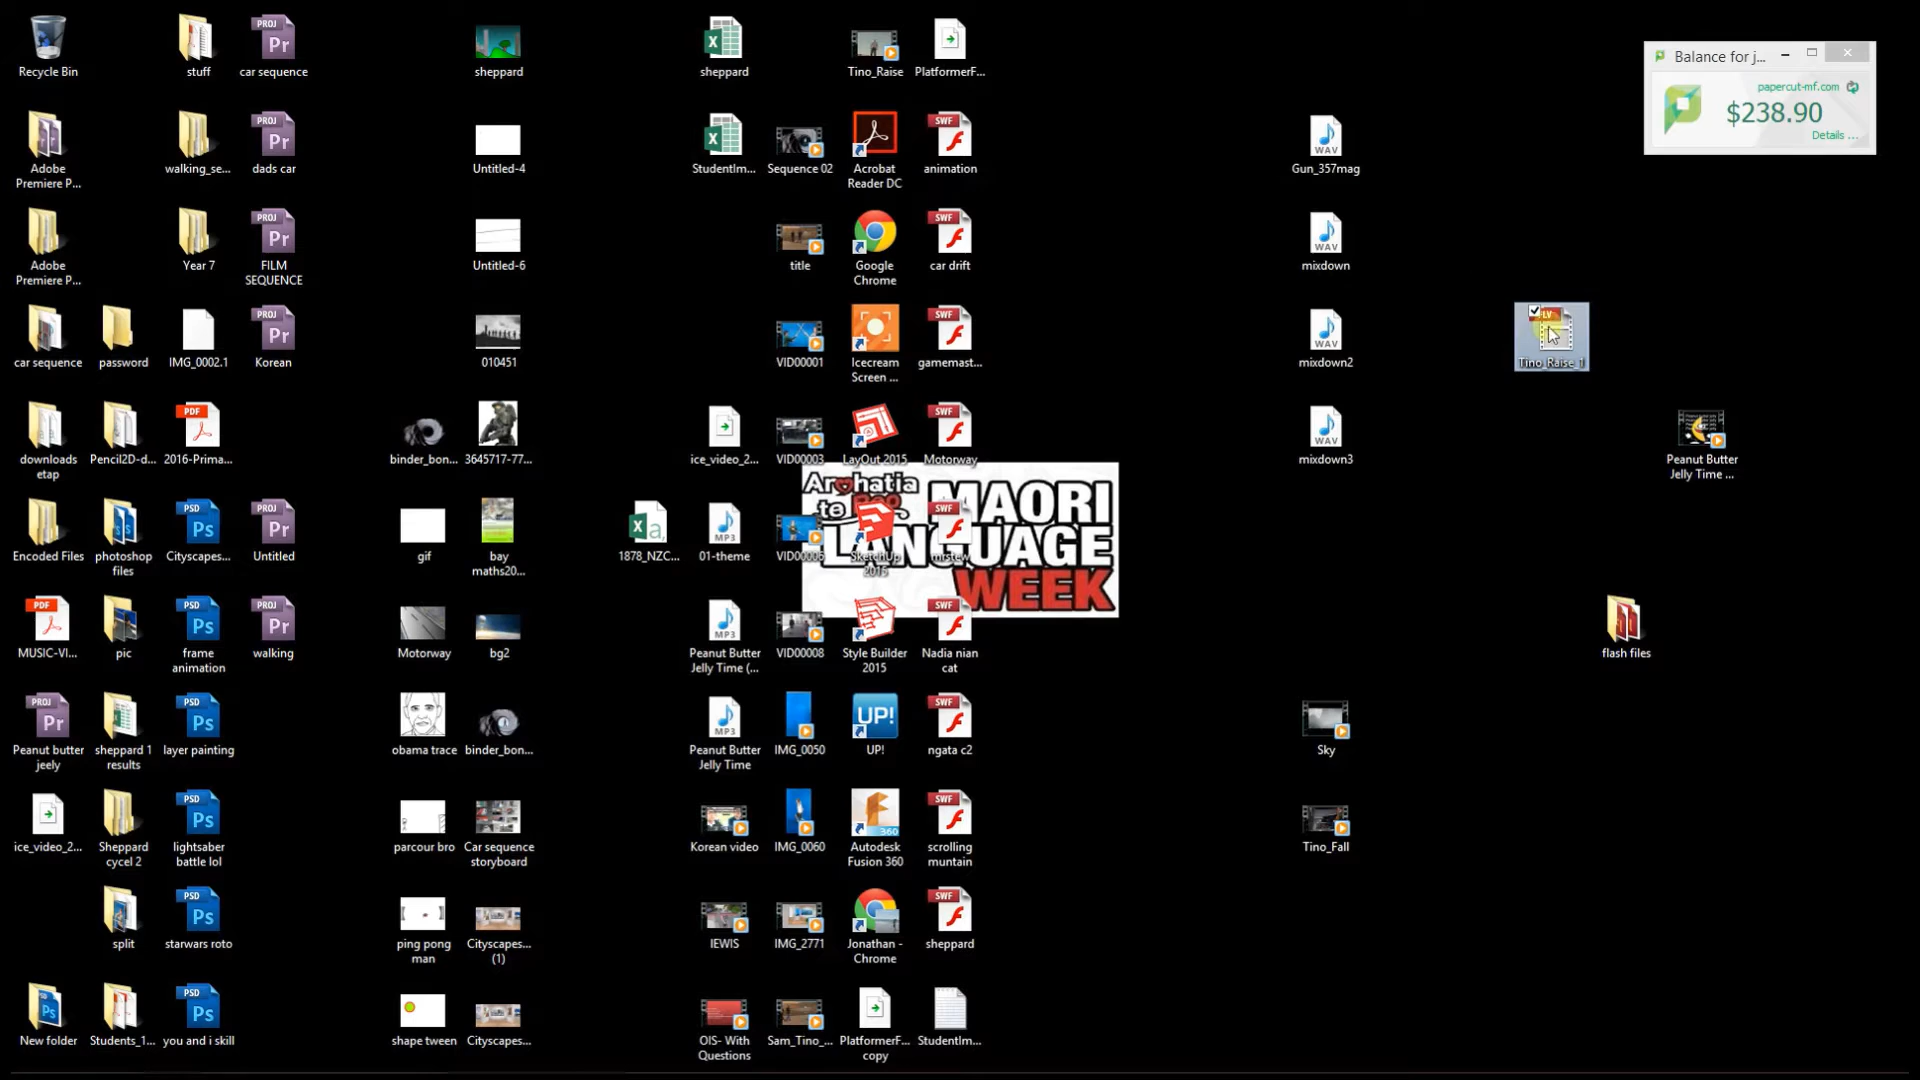 Recycle Bin
stuff
car sequence
sheppard
sheppard
Tino_Raise
PlatformerF...
Balance for j...
papercut-mf.com
$238.90
Details ...
Adobe
Premiere P...
walking_se...
dads car
Untitled-4
StudentIm...
Sequence 02
Acrobat
Reader DC
animation
Gun_357mag
Adobe
Premiere P...
Year 7
FILM
SEQUENCE
Untitled-6
title
Google
Chrome
car drift
mixdown
car sequence
password
IMG_0002.1
Korean
010451
VID00001
Icecream
Screen ...
gamemast...
mixdown2
Tino_Raise_1
downloads
etap
Pencil2D-d...
2016-Prima...
binder_bon...
3645717-77...
ice_video_2...
VID00003
LayOut 2015
Motorway
mixdown3
Peanut Butter
Jelly Time ...
Encoded Files
photoshop
files
Cityscapes...
Untitled
gif
bay
maths20...
1878_NZC...
01-theme
SketchUp
2015
MAORI
LANGUAGE
WEEK
MUSIC-VI...
pic
frame
animation
walking
Motorway
bg2
Peanut Butter
Jelly Time (...
VID00008
Style Builder
2015
Nadia nian
cat
flash files
Peanut butter
jeely
sheppard 1
results
layer painting
obama trace
binder_bon...
Peanut Butter
Jelly Time
IMG_0050
UP!
ngata c2
Sky
ice_video_2...
Sheppard
cycel 2
lightsaber
battle lol
parcour bro
Car sequence
storyboard
Korean video
IMG_0060
Autodesk
Fusion 360
scrolling
muntain
Tino_Fall
split
starwars roto
ping pong
man
Cityscapes...
(1)
IEWIS
IMG_2771
Jonathan -
Chrome
sheppard
New folder
Students_1...
you and i skill
shape tween
Cityscapes...
OIS- With
Questions
Sam_Tino_...
PlatformerF...
copy
StudentIm...